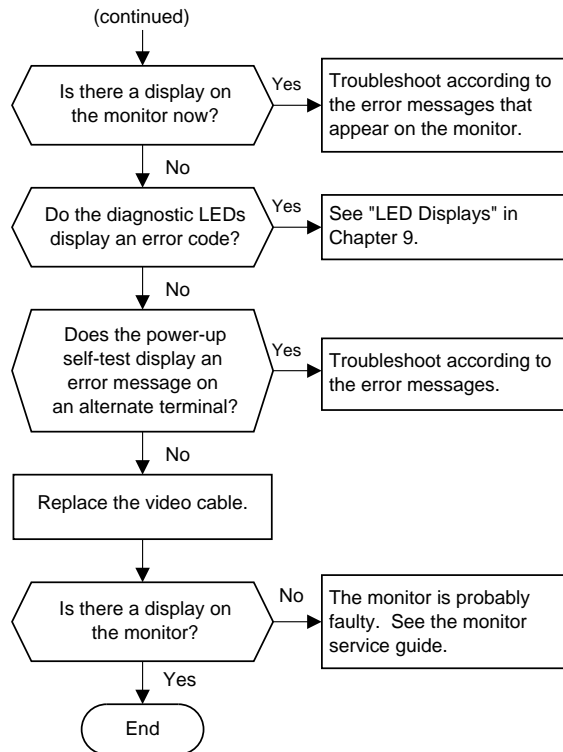 (continued)
Is there a display on
the monitor now?
Yes
Troubleshoot according to
the error messages that
appear on the monitor.
No
Do the diagnostic LEDs
display an error code?
Yes
See "LED Displays" in
Chapter 9.
No
Does the power-up
self-test display an
error message on
an alternate terminal?
Yes
Troubleshoot according to
the error messages.
No
Replace the video cable.
Is there a display on
the monitor?
No
The monitor is probably
faulty.  See the monitor
service guide.
Yes
End